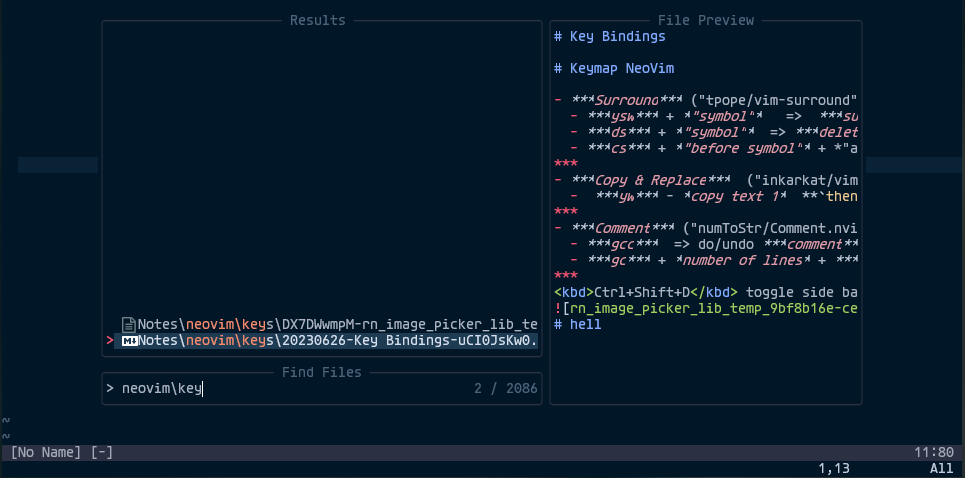 Results
Notes\neovim\keys\DX7DWwmpM-rn_image_picker_lib_te
> Notes\neovim\keys\20230626-Key Bindings-uCI0JsKw0.
Find Files
> neovim\key 2 / 2086
File Preview
# Key Bindings
# Keymap NeoVim
- ***Surround*** ("tpope/vim-surround"
- ***ysw*** + *"symbol"* => ***su
- ***ds*** + *"symbol"* => ***delet
- ***cs*** + *"before symbol"* + *"a
***
- ***Copy & Replace*** ("inkarkat/vim
- ***yw*** - *copy text 1* **`then
***
- ***Comment*** ("numToStr/Comment.nvi
- ***gcc*** => do/undo ***comment**
- ***gc*** + *number of lines* + ***
***
<kbd>Ctrl+Shift+D</kbd> toggle side ba
![rn_image_picker_lib_temp_9bf8b16e-ce
# hell
~
~
[No Name] [-] 11:80
1,13 All